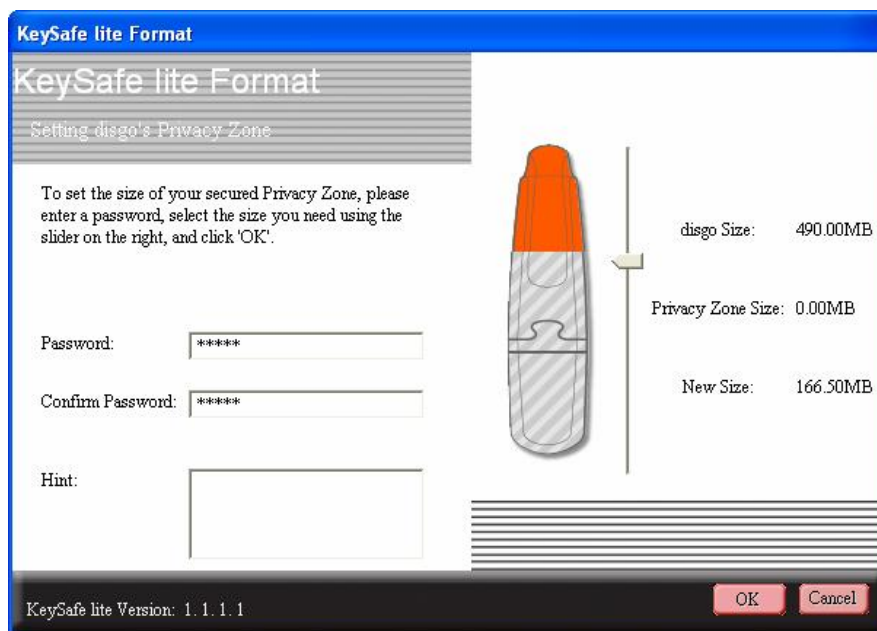 KeySafe lite Format
KeySafe lite Format
Setting disgo's Privacy Zone
To set the size of your secured Privacy Zone, please
enter a password, select the size you need using the
slider on the right, and click 'OK'.
Password: *****
Confirm Password: *****
Hint:
disgo Size: 490.00MB
Privacy Zone Size: 0.00MB
New Size: 166.50MB
KeySafe lite Version: 1.1.1.1
OK
Cancel